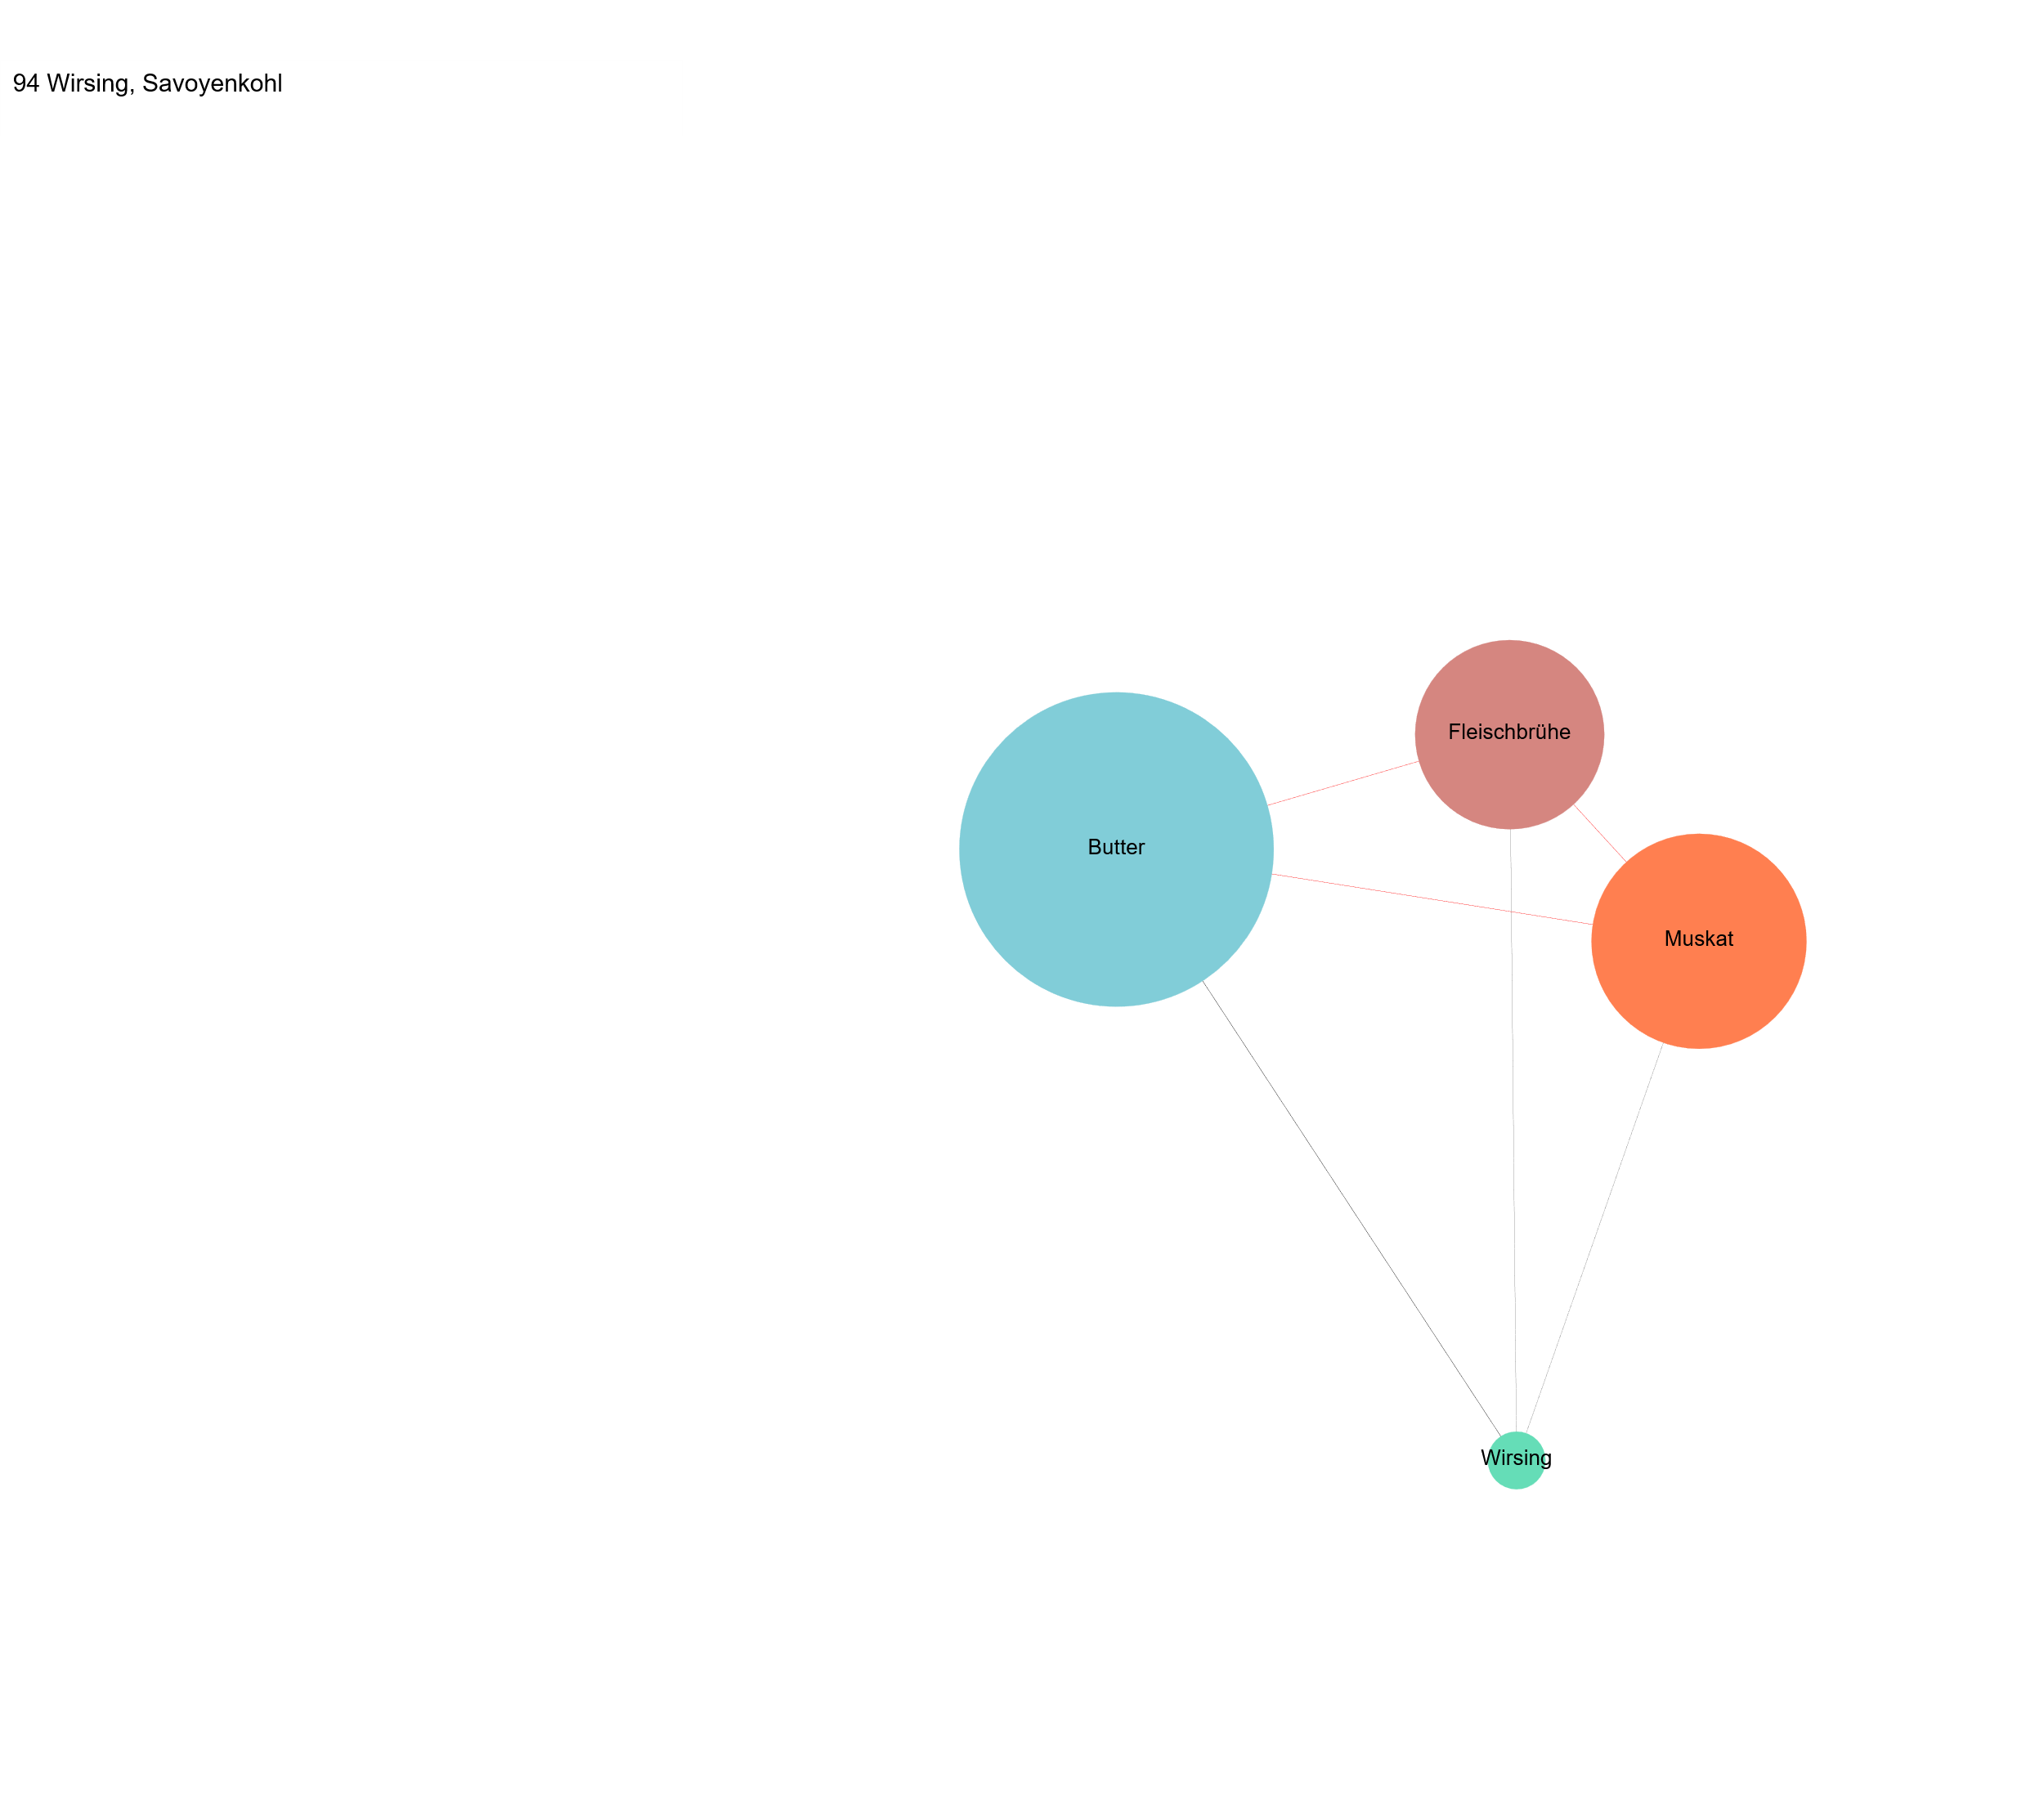 94 Wirsing, Savoyenkohl
Fleischbrühe
Butter
Muskat
Wirsing